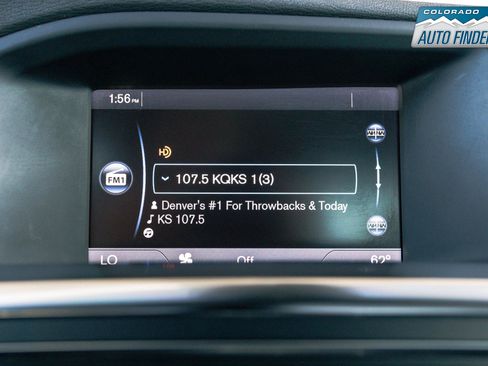 COLORADO
AUTO FINDER
1:56 PM
HD
FM1
107.5 KQKS 1(3)
Denver's #1 For Throwbacks & Today
KS 107.5
LO Off 62°